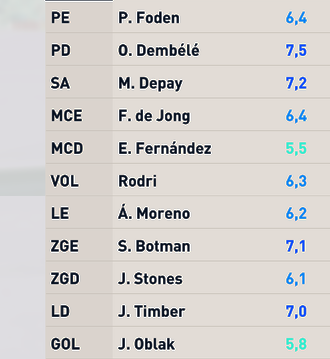 PE P. Foden 6,4
PD O. Dembélé 7,5
SA M. Depay 7,2
MCE F. de Jong 6,4
MCD E. Fernández 5,5
VOL Rodri 6,3
LE Á. Moreno 6,2
ZGE S. Botman 7,1
ZGD J. Stones 6,1
LD J. Timber 7,0
GOL J. Oblak 5,8